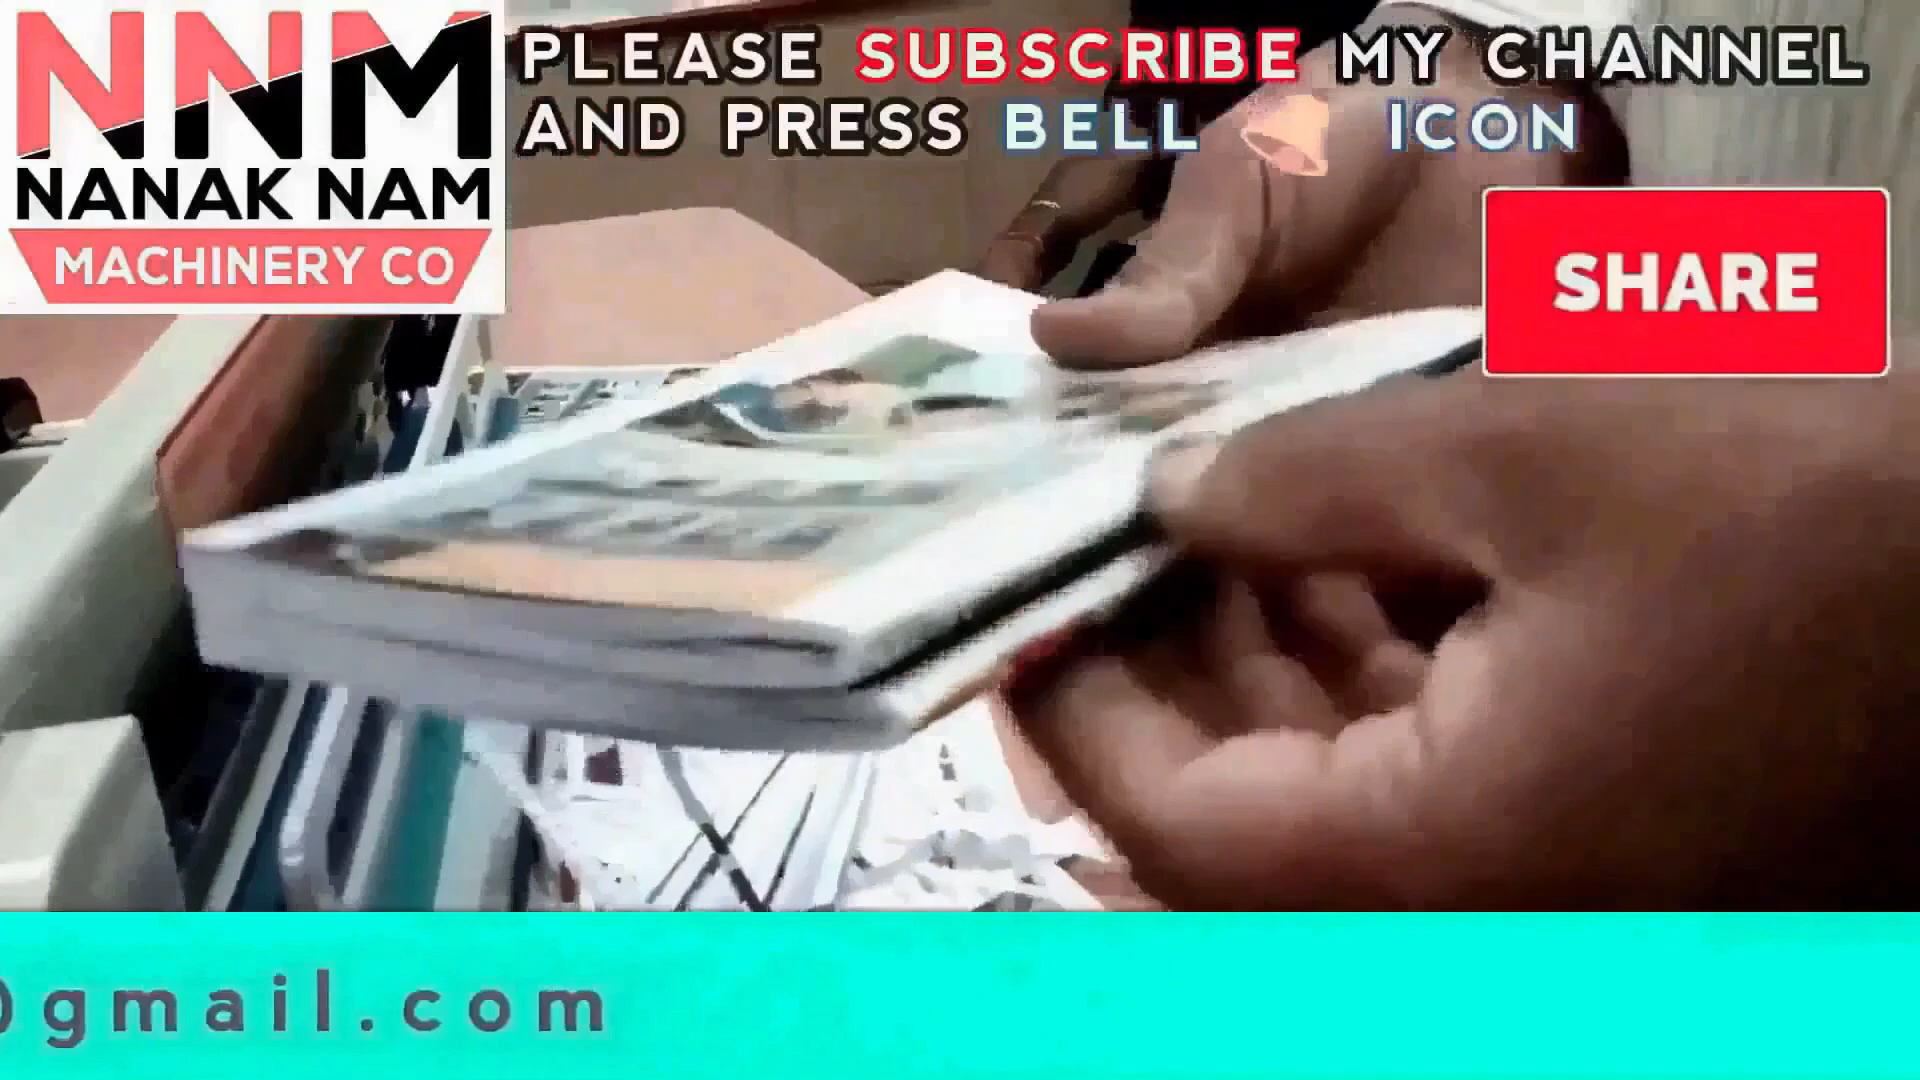 NNM
NANAK NAM
MACHINERY CO
PLEASE SUBSCRIBE MY CHANNEL
AND PRESS BELL ICON
SHARE
@gmail.com